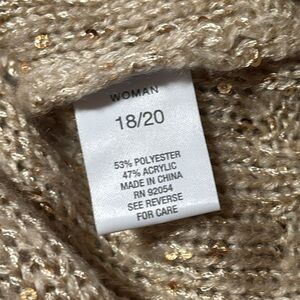 WOMAN
18/20
53% POLYESTER
47% ACRYLIC
MADE IN CHINA
RN 92054
SEE REVERSE
FOR CARE